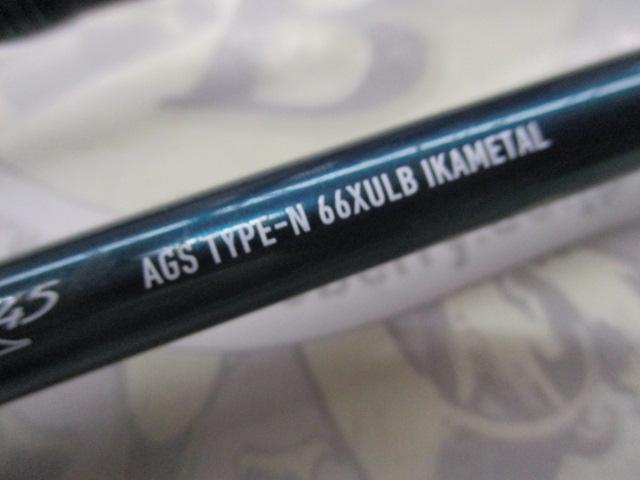 AGS TYPE-N 66XULB IKAMETAL